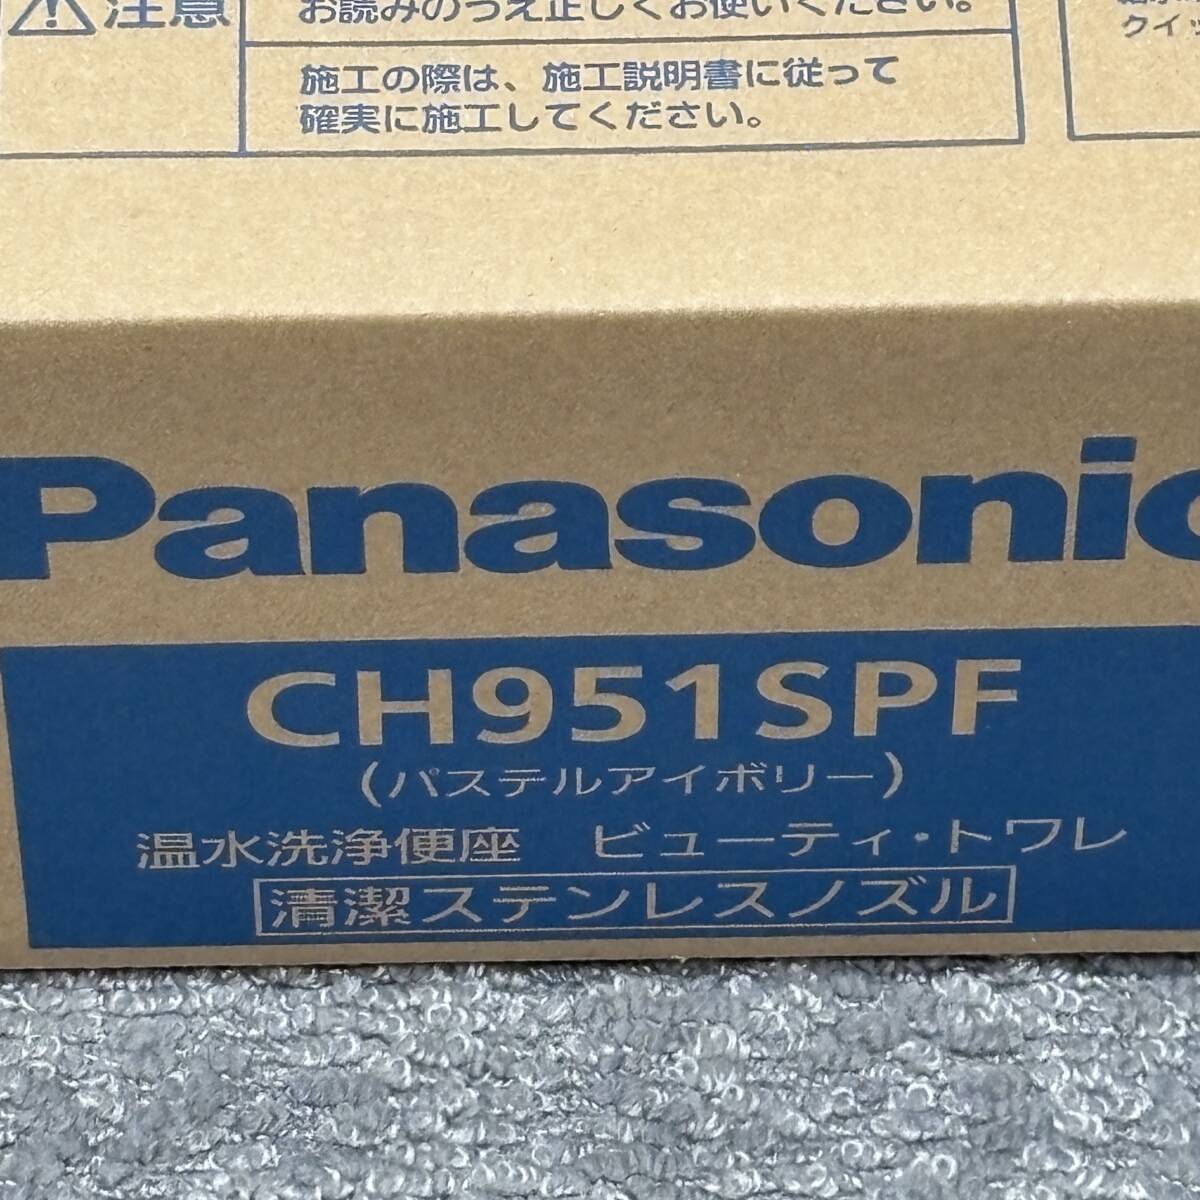 注意
お読みのうえ正しくお使いください。
施工の際は、施工説明書に従って
確実に施工してください。
クイッ
Panasonic
CH951SPF
(パステルアイボリー)
温水洗浄便座 ビューティ・トワレ
清潔ステンレスノズル